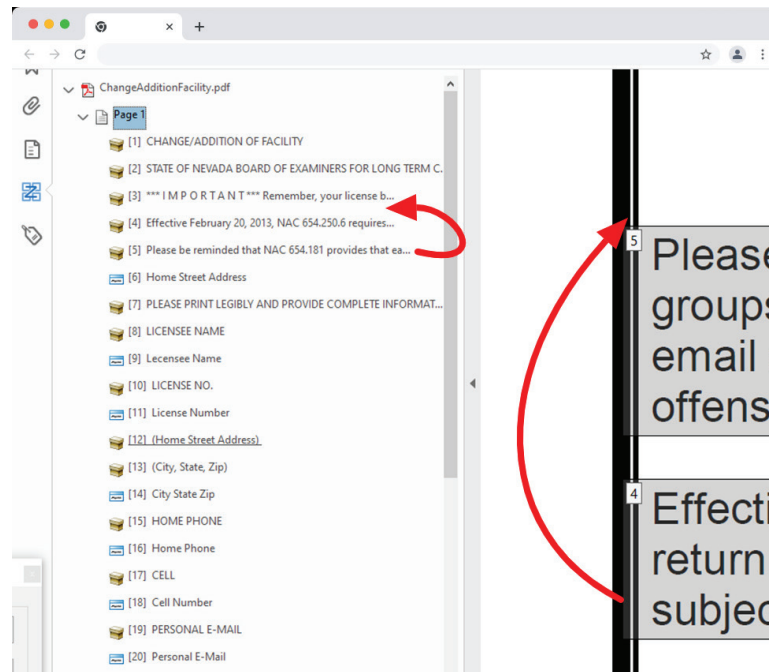 ChangeAdditionFacility.pdf
Page 1
[1] CHANGE/ADDITION OF FACILITY
[2] STATE OF NEVADA BOARD OF EXAMINERS FOR LONG TERM C.
[3] *** I M P O R T A N T *** Remember, your license b...
[4] Effective February 20, 2013, NAC 654.250.6 requires...
[5] Please be reminded that NAC 654.181 provides that ea...
[6] Home Street Address
[7] PLEASE PRINT LEGIBLY AND PROVIDE COMPLETE INFORMAT...
[8] LICENSEE NAME
[9] Lecensee Name
[10] LICENSE NO.
[11] License Number
[12] (Home Street Address)
[13] (City, State, Zip)
[14] City State Zip
[15] HOME PHONE
[16] Home Phone
[17] CELL
[18] Cell Number
[19] PERSONAL E-MAIL
[20] Personal E-Mail
5
Please
groups
email
offens
4
Effecti
return
subjec